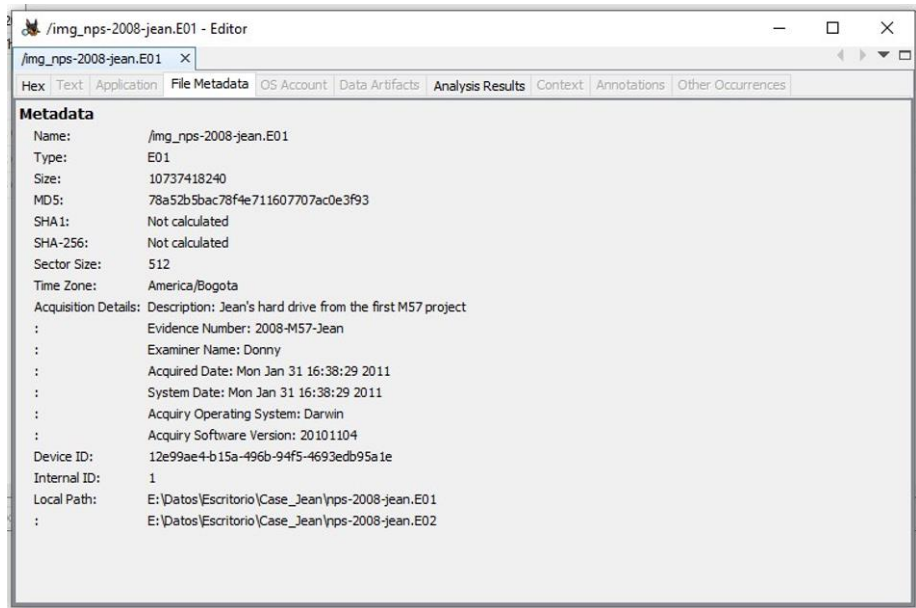 /img_nps-2008-jean.E01 - Editor
/img_nps-2008-jean.E01 X
Hex Text Application File Metadata OS Account Data Artifacts Analysis Results Context Annotations Other Occurrences
Metadata
Name: /img_nps-2008-jean.E01
Type: E01
Size: 10737418240
MD5: 78a52b5bac78f4e711607707ac0e3f93
SHA1: Not calculated
SHA-256: Not calculated
Sector Size: 512
Time Zone: America/Bogota
Acquisition Details: Description: Jean's hard drive from the first M57 project
: Evidence Number: 2008-M57-Jean
: Examiner Name: Donny
: Acquired Date: Mon Jan 31 16:38:29 2011
: System Date: Mon Jan 31 16:38:29 2011
: Acquiry Operating System: Darwin
: Acquiry Software Version: 20101104
Device ID: 12e99ae4-b15a-496b-94f5-4693edb95a1e
Internal ID: 1
Local Path: E:\Datos\Escritorio\Case_Jean\nps-2008-jean.E01
: E:\Datos\Escritorio\Case_Jean\nps-2008-jean.E02